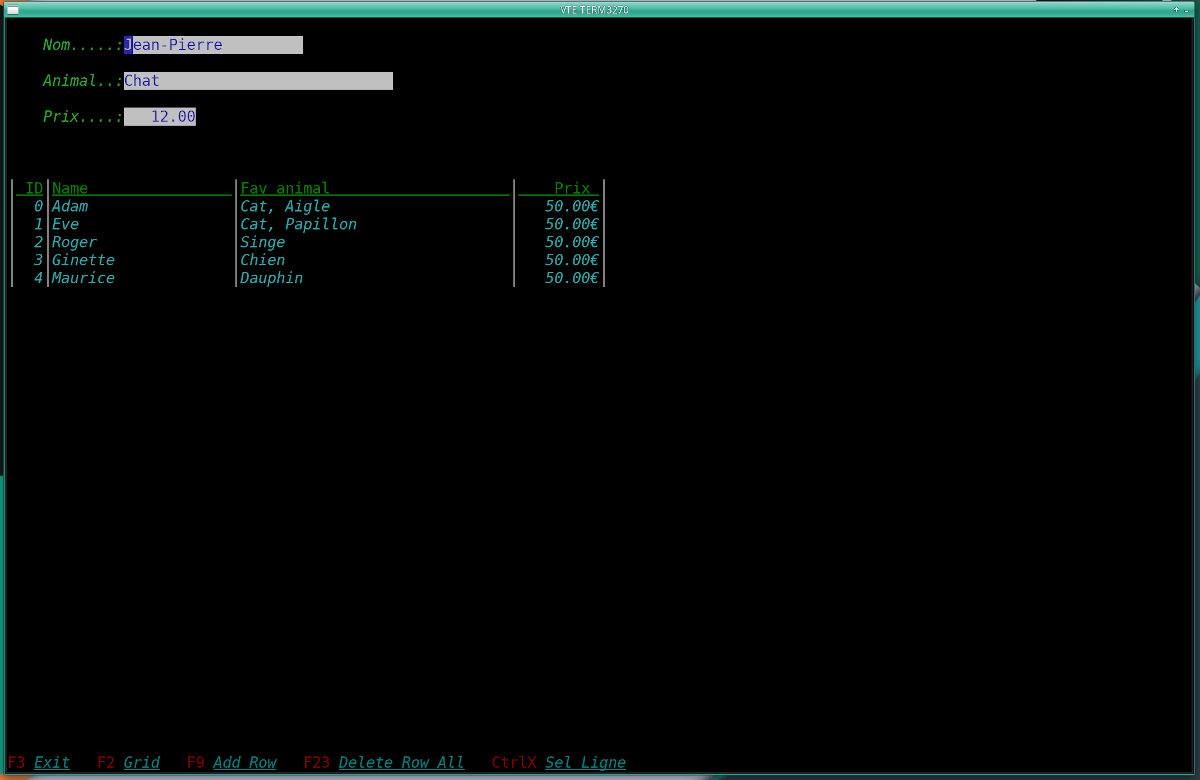 VTE-TERM3270
Nom.....:Jean-Pierre
Animal..:Chat
Prix....: 12.00
ID Name Fav animal Prix
0 Adam Cat, Aigle 50.00€
1 Eve Cat, Papillon 50.00€
2 Roger Singe 50.00€
3 Ginette Chien 50.00€
4 Maurice Dauphin 50.00€
F3 Exit F2 Grid F9 Add Row F23 Delete Row All CtrlX Sel Ligne